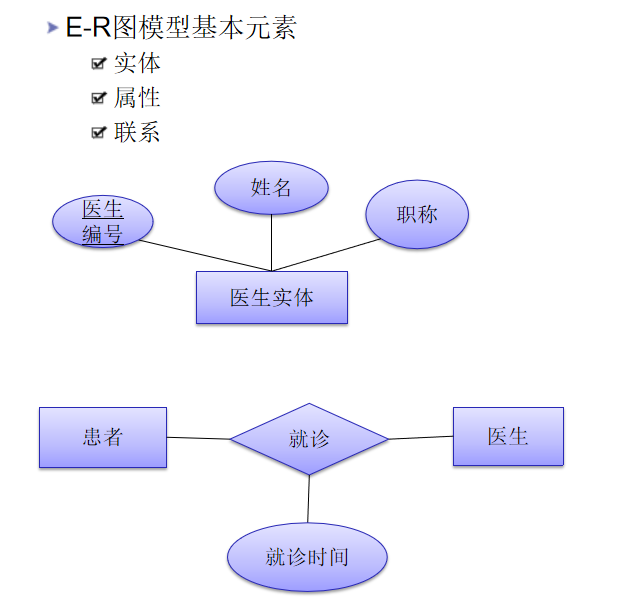 E-R图模型基本元素
实体
属性
联系
姓名
医生
编号
职称
医生实体
患者
就诊
医生
就诊时间